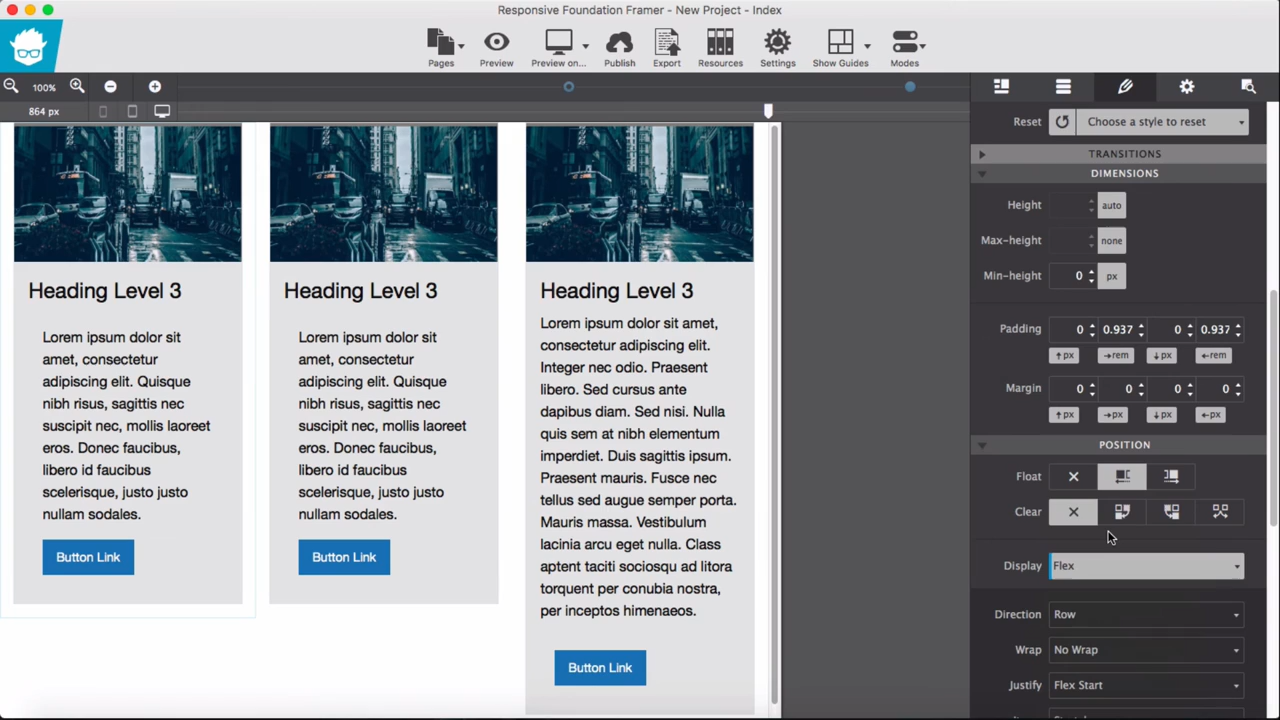 Responsive Foundation Framer - New Project - Index
Pages
Preview
Preview on...
Publish
Export
Resources
Settings
Show Guides
Modes
100%
864 px
Heading Level 3
Lorem ipsum dolor sit
amet, consectetur
adipiscing elit. Quisque
nibh risus, sagittis nec
suscipit nec, mollis laoreet
eros. Donec faucibus,
libero id faucibus
scelerisque, justo justo
nullam sodales.
Button Link
Heading Level 3
Lorem ipsum dolor sit
amet, consectetur
adipiscing elit. Quisque
nibh risus, sagittis nec
suscipit nec, mollis laoreet
eros. Donec faucibus,
libero id faucibus
scelerisque, justo justo
nullam sodales.
Button Link
Heading Level 3
Lorem ipsum dolor sit amet,
consectetur adipiscing elit.
Integer nec odio. Praesent
libero. Sed cursus ante
dapibus diam. Sed nisi. Nulla
quis sem at nibh elementum
imperdiet. Duis sagittis ipsum.
Praesent mauris. Fusce nec
tellus sed augue semper porta.
Mauris massa. Vestibulum
lacinia arcu eget nulla. Class
aptent taciti sociosqu ad litora
torquent per conubia nostra,
per inceptos himenaeos.
Button Link
Reset Choose a style to reset
TRANSITIONS
DIMENSIONS
Height auto
Max-height none
Min-height 0 px
Padding 0 0.937 0 0.937
px rem px rem
Margin 0 0 0 0
px px px px
POSITION
Float
Clear
Display Flex
Direction Row
Wrap No Wrap
Justify Flex Start